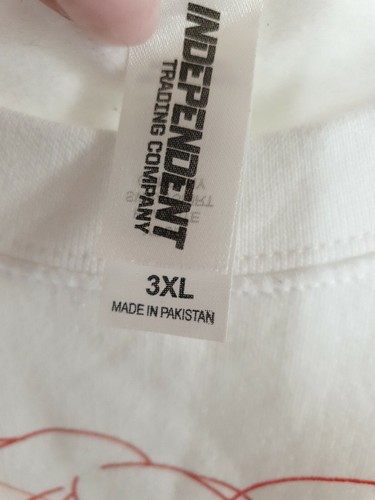 INDEPENDENT
TRADING COMPANY
3XL
MADE IN PAKISTAN